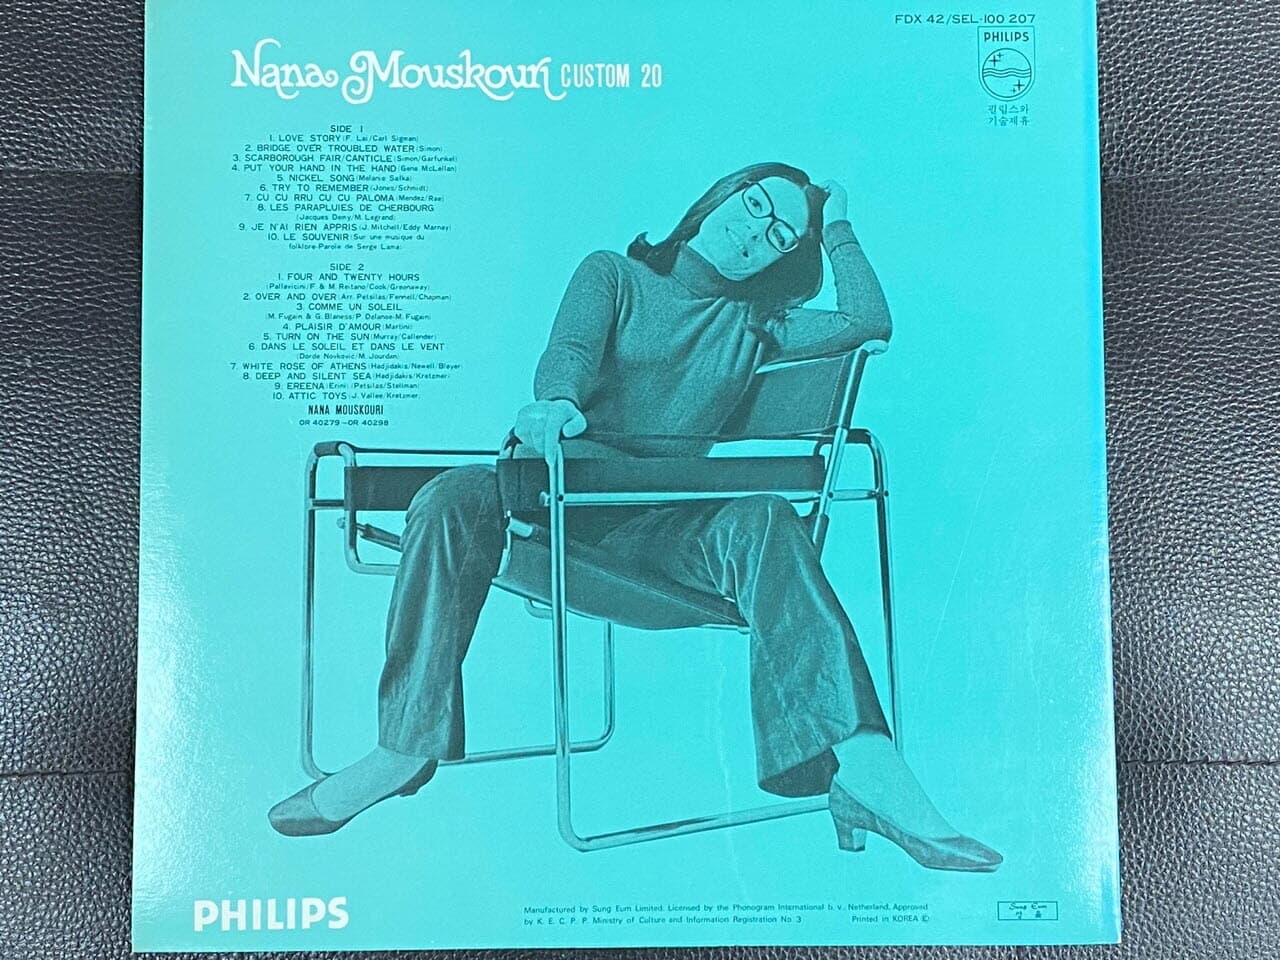 FDX 42/SEL-100 207
PHILIPS
필립스와
기술제휴
Nana Mouskouri CUSTOM 20
SIDE 1
1. LOVE STORY (F. Lai/Carl Sigman)
2. BRIDGE OVER TROUBLED WATER (Simon)
3. SCARBOROUGH FAIR/CANTICLE (Simon/Garfunkel)
4. PUT YOUR HAND IN THE HAND (Gene McLellan)
5. NICKEL SONG (Melanie Safka)
6. TRY TO REMEMBER (Jones/Schmidt)
7. CU CU RRU CU CU PALOMA (Mendez/Rae)
8. LES PARAPLUIES DE CHERBOURG
(Jacques Demy/M. Legrand)
9. JE N'AI RIEN APPRIS (J. Mitchell/Eddy Marnay)
10. LE SOUVENIR (Sur une musique du
folklore-Parole de Serge Lama)
SIDE 2
1. FOUR AND TWENTY HOURS
(Pallavicini/F. & M. Reitano/Cook/Greenaway)
2. OVER AND OVER (Arr. Petsilas/Fennell/Chapman)
3. COMME UN SOLEIL
(M. Fugain & G. Blaness/P. Delanoe-M. Fugain)
4. PLAISIR D'AMOUR (Martini)
5. TURN ON THE SUN (Murray/Callender)
6. DANS LE SOLEIL ET DANS LE VENT
(Dorde Novkovic/M. Jourdan)
7. WHITE ROSE OF ATHENS (Hadjidakis/Newell/Bleyer)
8. DEEP AND SILENT SEA (Hadjidakis/Kretzmer)
9. EREENA (Erini) (Petsilas/Stellman)
10. ATTIC TOYS (J. Vallee/Kretzmer)
NANA MOUSKOURI
OR 40279-OR 40298
PHILIPS
Manufactured by Sung Eum Limited. Licensed by the Phonogram International b. v., Netherland, Approved
by K. E. C. P. P. Ministry of Culture and Information Registration No. 3 Printed in KOREA ©
Sung Eum
성음